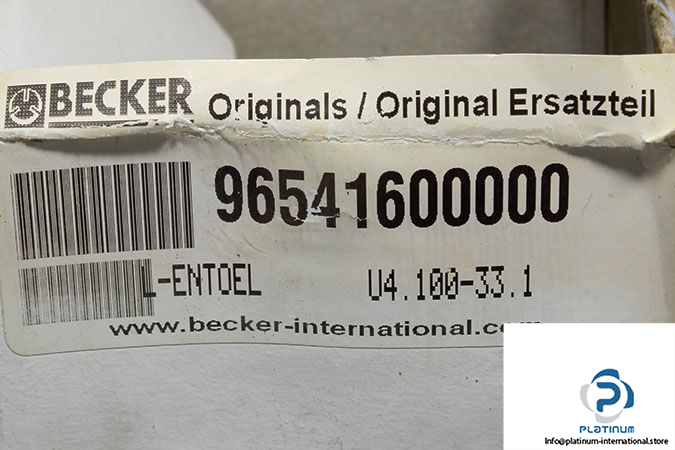 BECKER Originals / Original Ersatzteil
96541600000
L-ENTOEL U4.100-33.1
www.becker-international.com
PLATINUM
Info@platinum-international.store